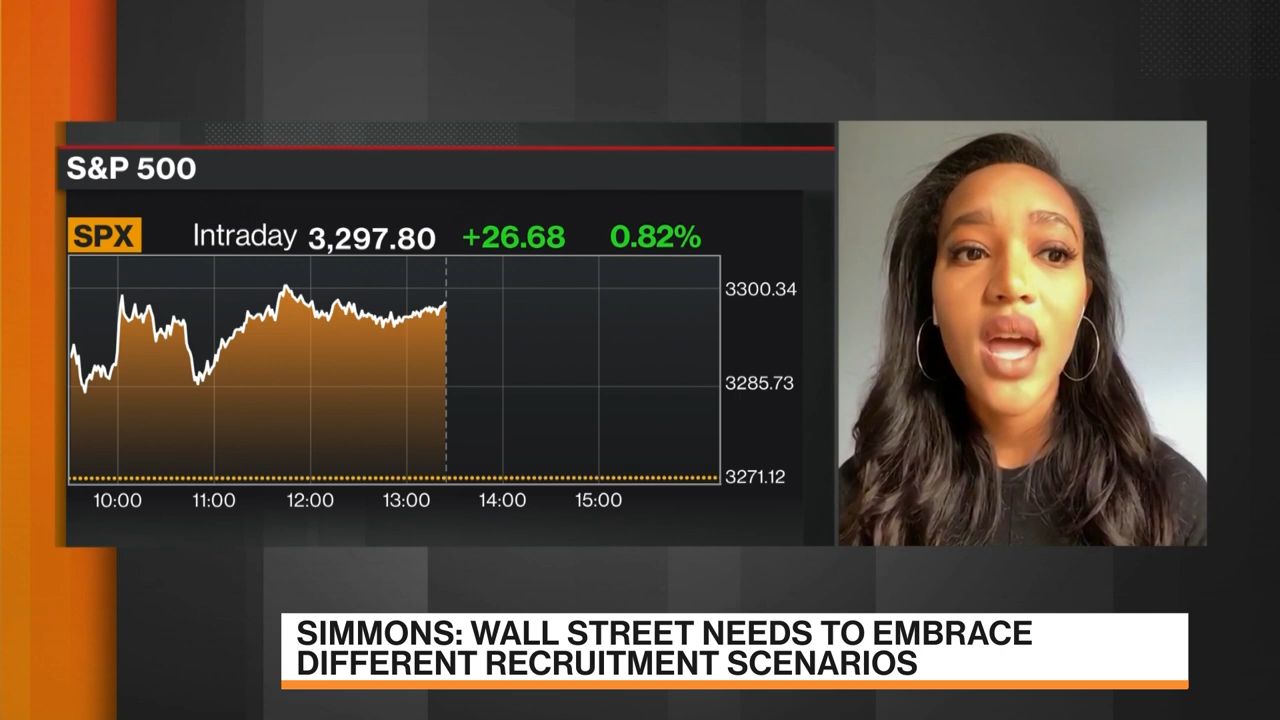 S&P 500
SPX Intraday 3,297.80 +26.68 0.82%
3300.34
3285.73
3271.12
10:00 11:00 12:00 13:00 14:00 15:00
SIMMONS: WALL STREET NEEDS TO EMBRACE
DIFFERENT RECRUITMENT SCENARIOS